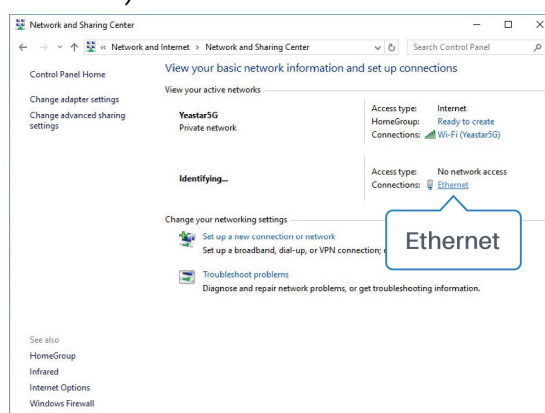 Network and Sharing Center
« Network and Internet > Network and Sharing Center
Search Control Panel
Control Panel Home
Change adapter settings
Change advanced sharing
settings
See also
HomeGroup
Infrared
Internet Options
Windows Firewall
View your basic network information and set up connections
View your active networks
Yeastar5G
Private network
Access type: Internet
HomeGroup: Ready to create
Connections: Wi-Fi (Yeastar5G)
Identifying...
Access type: No network access
Connections: Ethernet
Ethernet
Change your networking settings
Set up a new connection or network
Set up a broadband, dial-up, or VPN connection;
Troubleshoot problems
Diagnose and repair network problems, or get troubleshooting information.